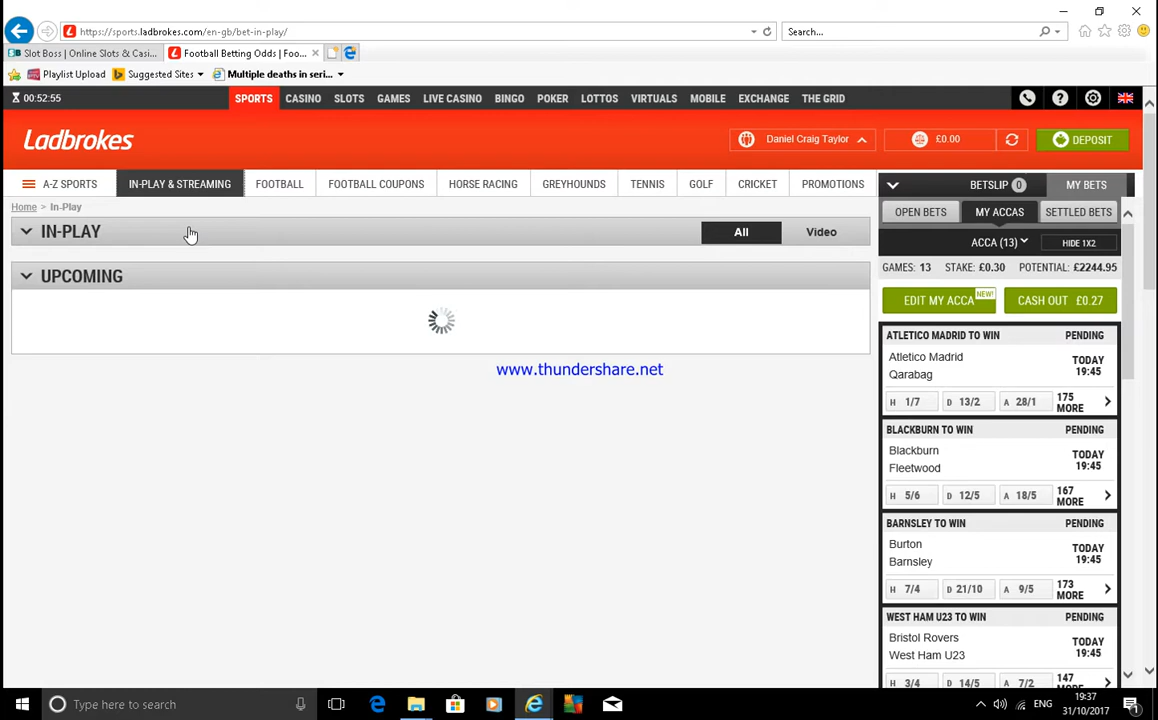 https://sports.ladbrokes.com/en-gb/bet-in-play/
Search...
Slot Boss | Online Slots & Casi...
Football Betting Odds | Foo...
Playlist Upload
Suggested Sites
Multiple deaths in seri...
00:52:55
SPORTS CASINO SLOTS GAMES LIVE CASINO BINGO POKER LOTTOS VIRTUALS MOBILE EXCHANGE THE GRID
Ladbrokes
Daniel Craig Taylor
£0.00
DEPOSIT
A-Z SPORTS IN-PLAY & STREAMING FOOTBALL FOOTBALL COUPONS HORSE RACING GREYHOUNDS TENNIS GOLF CRICKET PROMOTIONS
BETSLIP 0 MY BETS
Home > In-Play
OPEN BETS MY ACCAS SETTLED BETS
IN-PLAY
All Video
ACCA (13) HIDE 1X2
GAMES: 13 STAKE: £0.30 POTENTIAL: £2244.95
UPCOMING
EDIT MY ACCA NEW! CASH OUT £0.27
www.thundershare.net
ATLETICO MADRID TO WIN PENDING
Atletico Madrid
Qarabag
TODAY
19:45
H 1/7 D 13/2 A 28/1 175 MORE
BLACKBURN TO WIN PENDING
Blackburn
Fleetwood
TODAY
19:45
H 5/6 D 12/5 A 18/5 167 MORE
BARNSLEY TO WIN PENDING
Burton
Barnsley
TODAY
19:45
H 7/4 D 21/10 A 9/5 173 MORE
WEST HAM U23 TO WIN PENDING
Bristol Rovers
West Ham U23
TODAY
19:45
H 3/4 D 14/5 A 7/2 147
Type here to search
ENG
19:37
31/10/2017
1